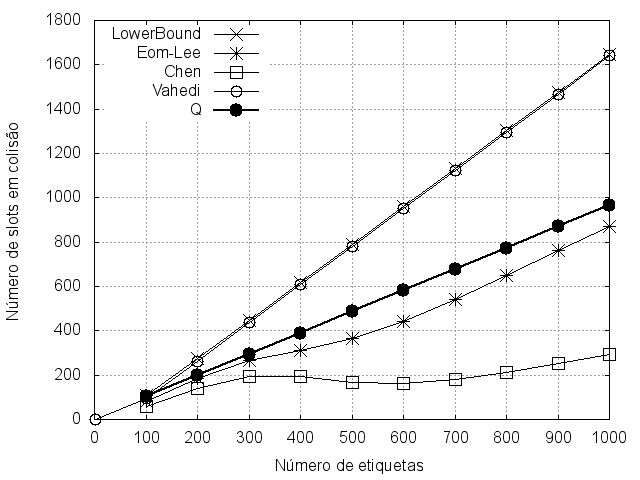 1800
1600
1400
1200
1000
800
600
400
200
0
Número de slots em colisão
LowerBound
Eom-Lee
Chen
Vahedi
Q
0 100 200 300 400 500 600 700 800 900 1000
Número de etiquetas